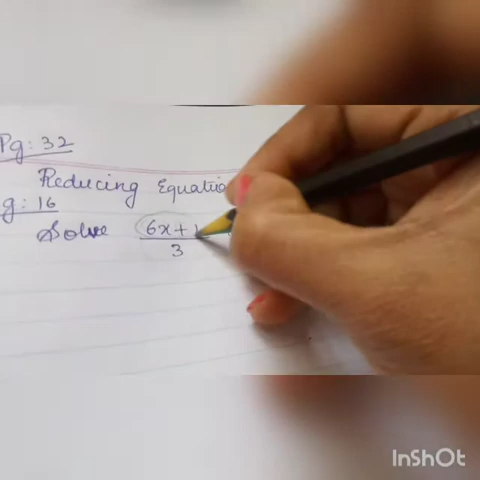 Pg: 32
Reducing Equatio
g: 16
Solve 6x + 1
3
InShOt